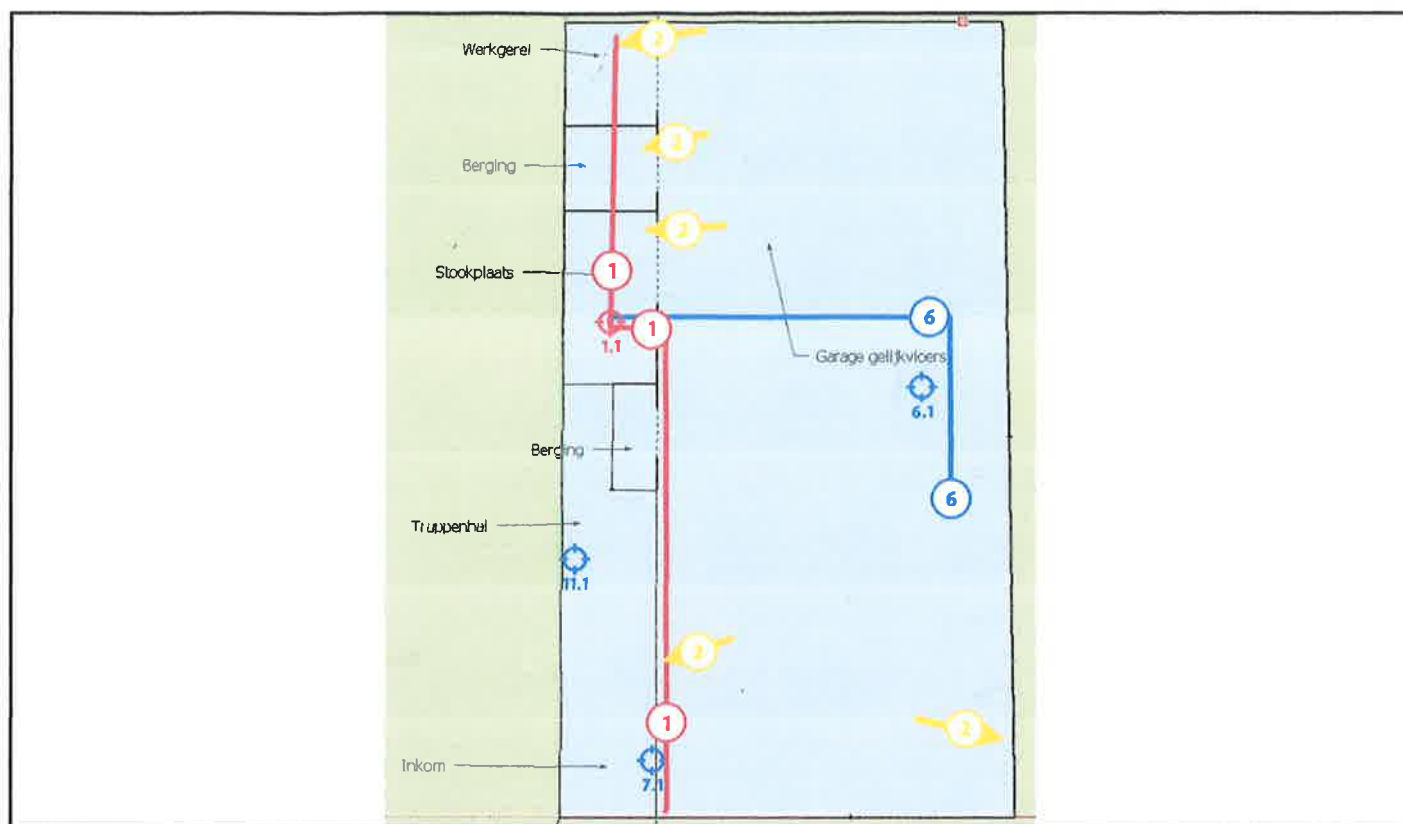 2
Werkgerei
2
Berging
2
Stookplaats
1
1
6
1.1
Garage gelijkvloers
6.1
Berging
6
Truppenhal
11.1
2
1
2
Inkom
7.1